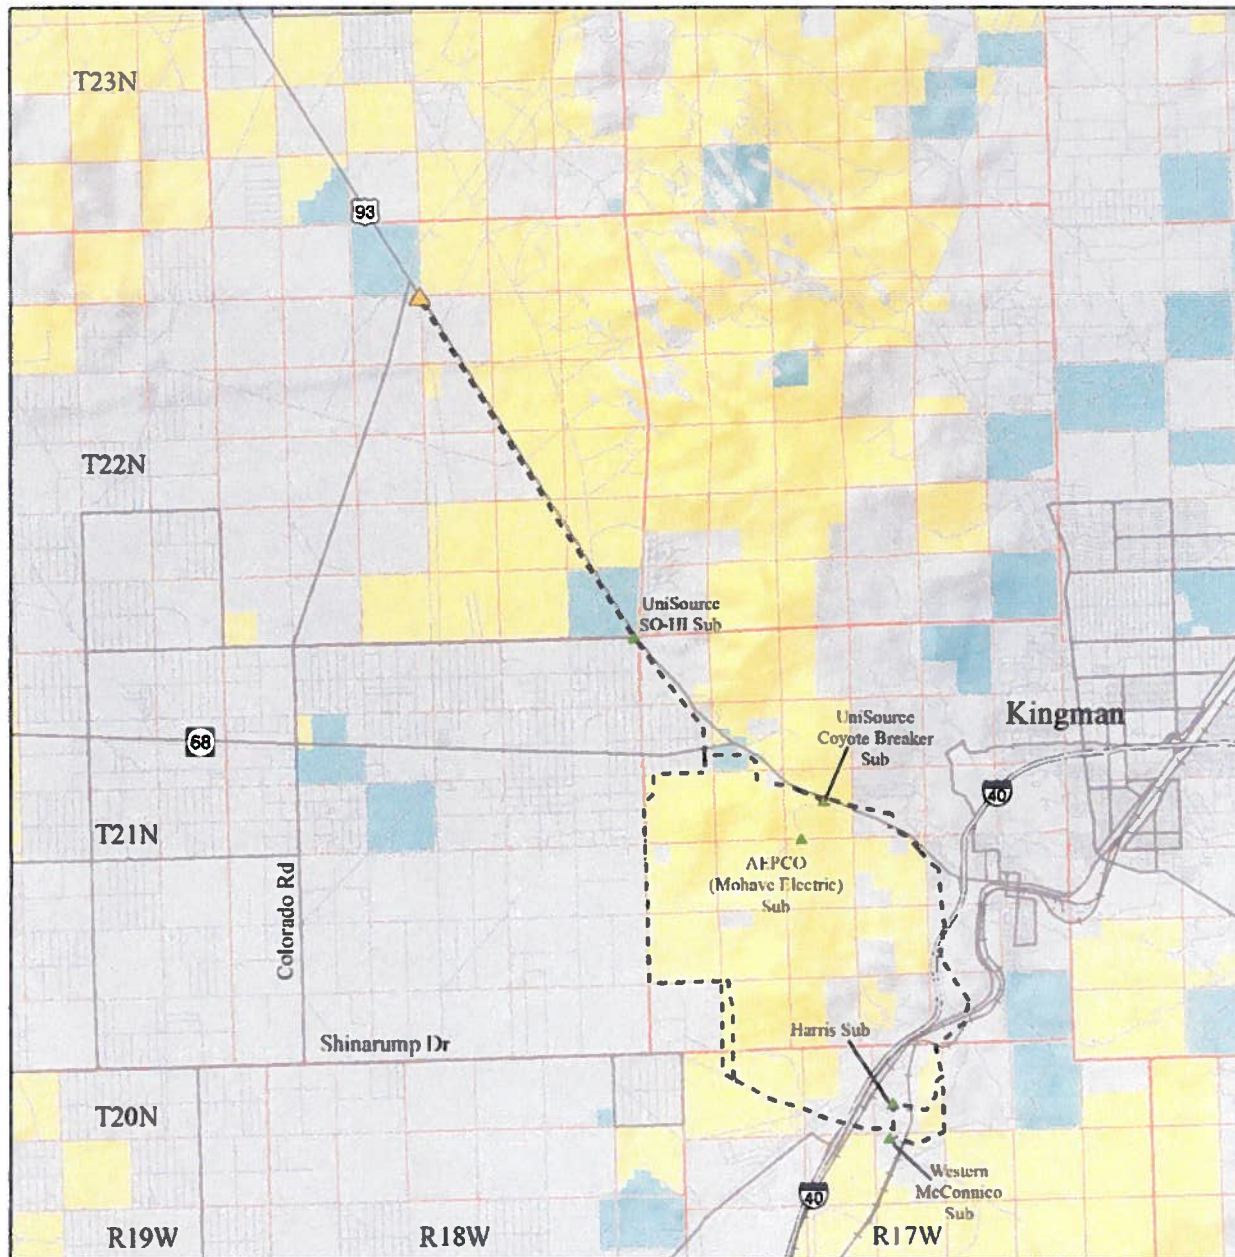 T23N
93
T22N
UniSource
SO-HI Sub
Kingman
UniSource
Coyote Breaker
Sub
68
40
T21N
AEPCO
(Mohave Electric)
Sub
Colorado Rd
Harris Sub
Shinarump Dr
T20N
Western
McConnico
Sub
40
R19W
R18W
R17W